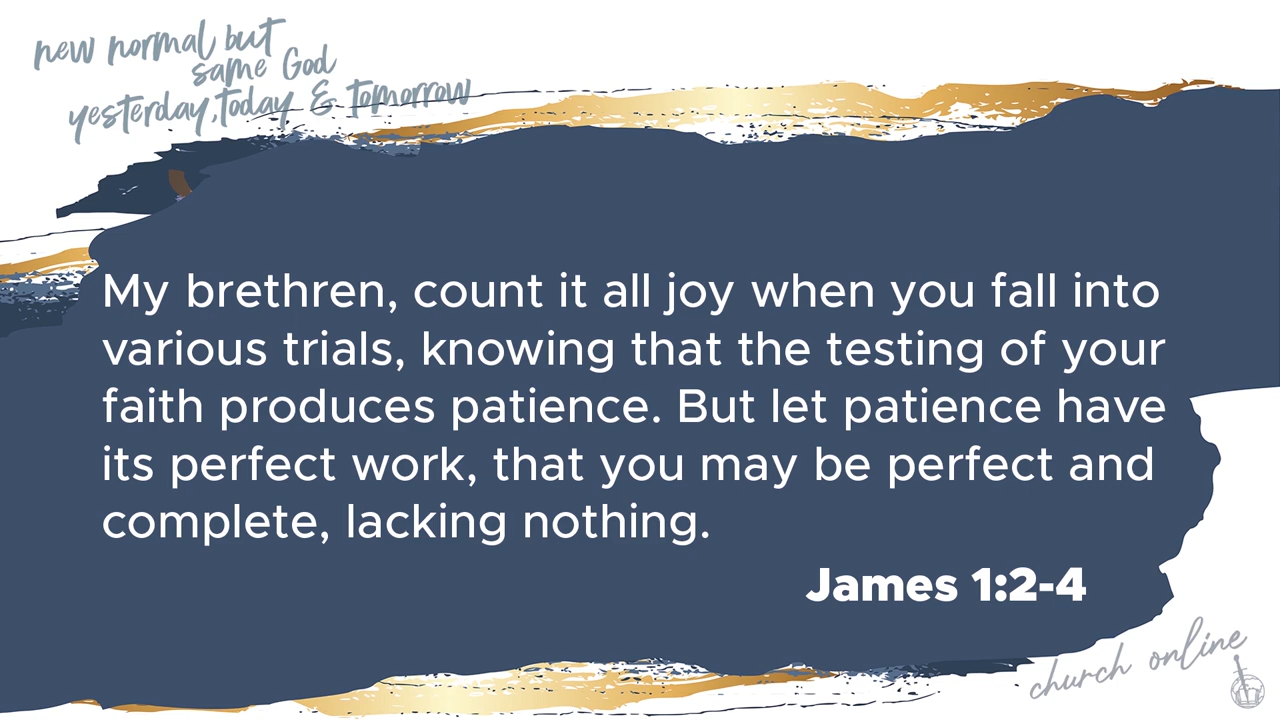 new normal but
same God
yesterday, today & tomorrow
My brethren, count it all joy when you fall into
various trials, knowing that the testing of your
faith produces patience. But let patience have
its perfect work, that you may be perfect and
complete, lacking nothing.
James 1:2-4
church online